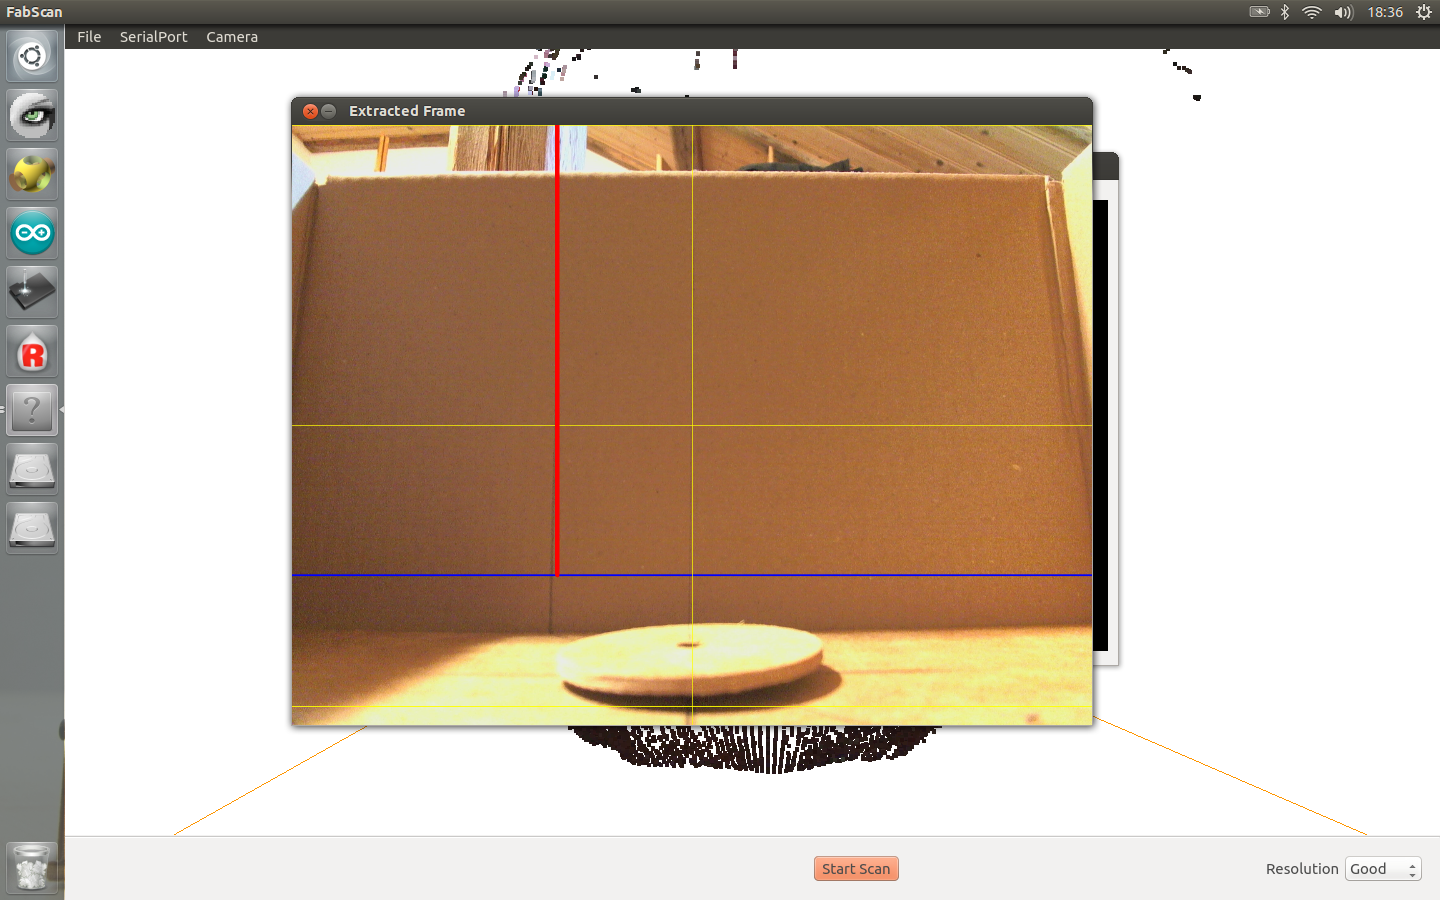 FabScan
18:36
File SerialPort Camera
Extracted Frame
Start Scan
Resolution Good